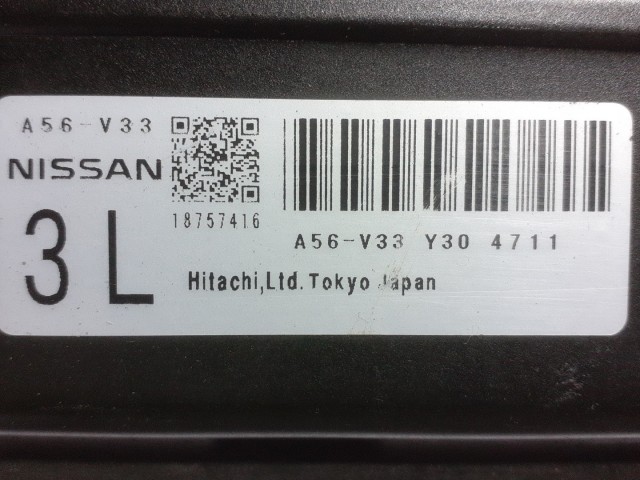 A56-V33
NISSAN
3 L
18757416
A56-V33 Y30 4711
Hitachi,Ltd. Tokyo Japan